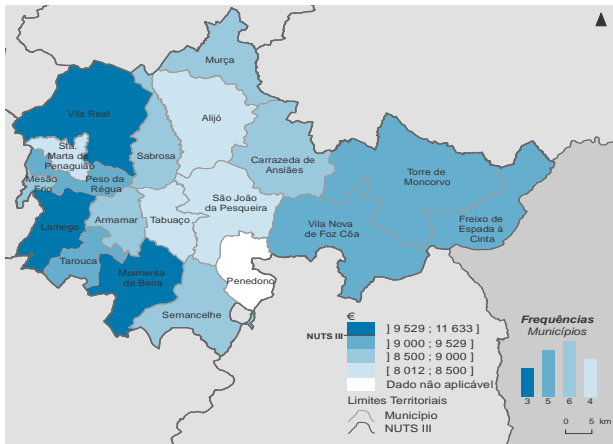 Murça
Vila Real
Alijó
Sta.
Marta de
Penaguião
Sabrosa
Carrazeda de
Ansiães
Mesão
Frio
Peso da
Régua
Torre de
Moncorvo
São João
da Pesqueira
Lamego
Armamar
Tabuaço
Vila Nova
de Foz Côa
Freixo de
Espada à
Cinta
Tarouca
Moimenta
da Beira
Penedono
Sernancelhe
€
NUTS III
] 9 529 ; 11 633 ]
] 9 000 ; 9 529 ]
] 8 500 ; 9 000 ]
[ 8 012 ; 8 500 ]
Dado não aplicável
Limites Territoriais
Município
NUTS III
Frequências
Municípios
3 5 6 4
0 5 km